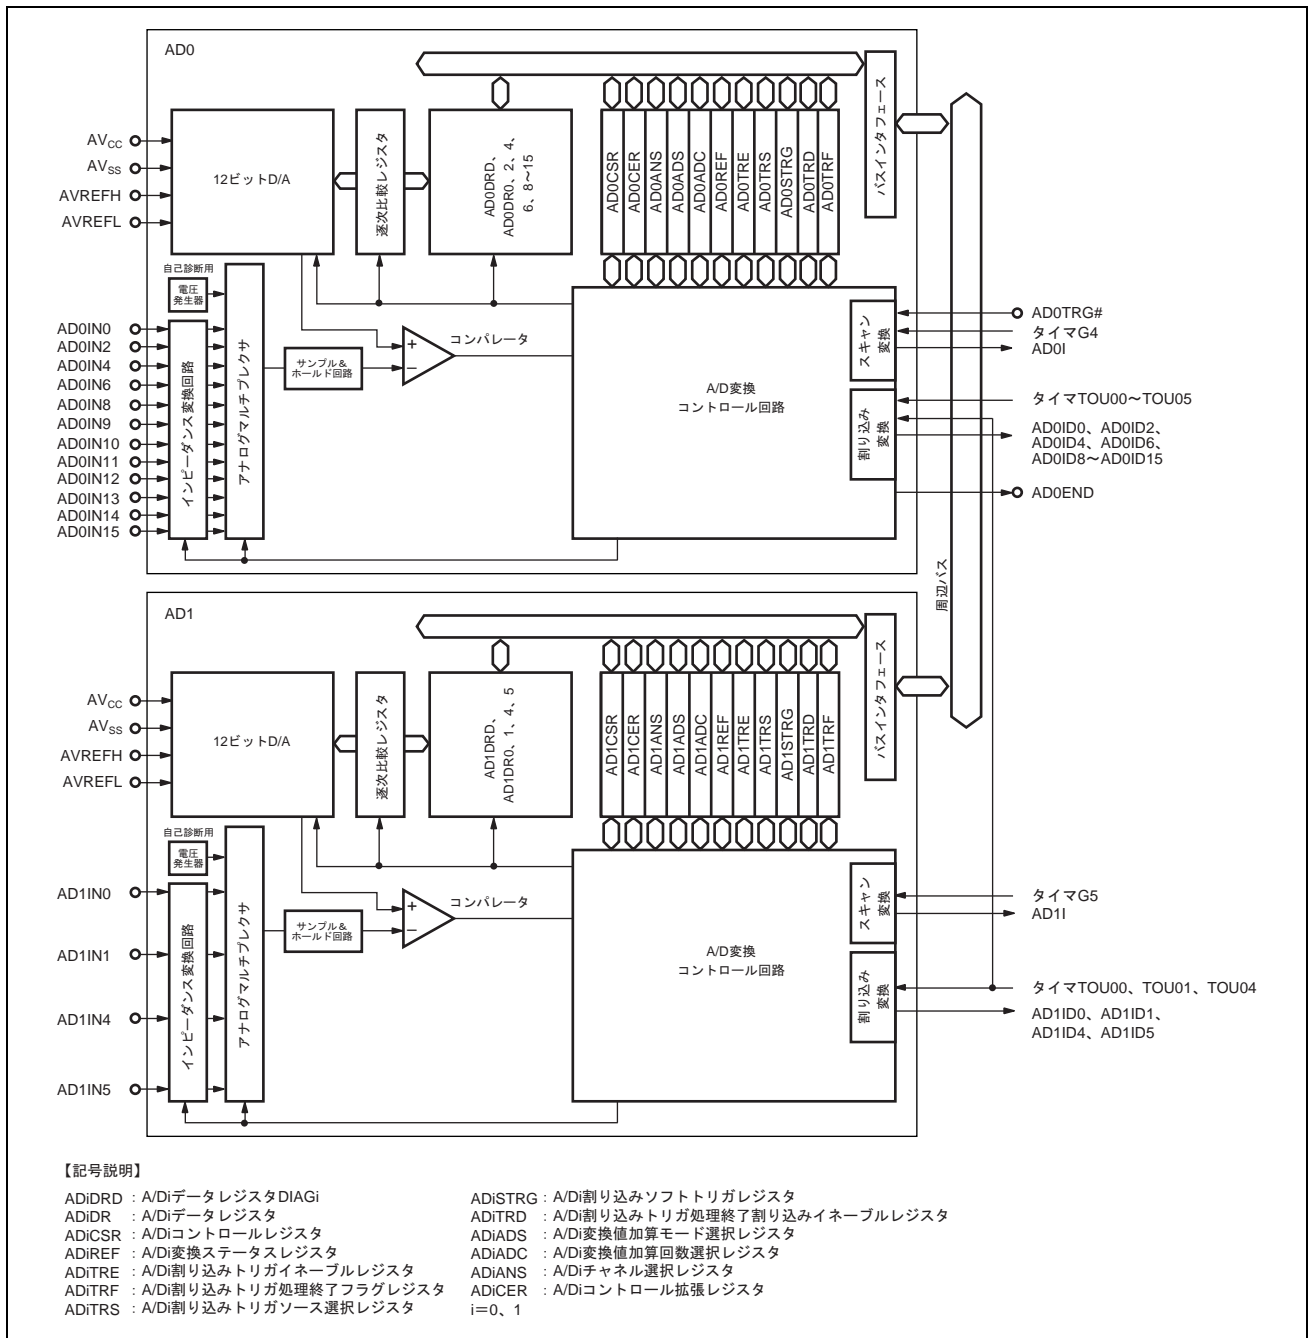 AD0
AVCC
AVSS
AVREFH
AVREFL
12ビットD/A
逐次比較レジスタ
AD0DRD、
AD0DR0、2、4、
6、8～15
AD0CSR
AD0CER
AD0ANS
AD0ADS
AD0ADC
AD0REF
AD0TRE
AD0TRS
AD0STRG
AD0TRD
AD0TRF
バスインタフェース
自己診断用
電圧
発生器
AD0IN0
AD0IN2
AD0IN4
AD0IN6
AD0IN8
AD0IN9
AD0IN10
AD0IN11
AD0IN12
AD0IN13
AD0IN14
AD0IN15
インピーダンス変換回路
アナログマルチプレクサ
サンプル＆
ホールド回路
+
−
コンパレータ
A/D変換
コントロール回路
スキャン
変換
割り込み
変換
AD0TRG#
タイマG4
AD0I
タイマTOU00～TOU05
AD0ID0、AD0ID2、
AD0ID4、AD0ID6、
AD0ID8～AD0ID15
AD0END
周辺バス
AD1
AVCC
AVSS
AVREFH
AVREFL
12ビットD/A
逐次比較レジスタ
AD1DRD、
AD1DR0、1、4、5
AD1CSR
AD1CER
AD1ANS
AD1ADS
AD1ADC
AD1REF
AD1TRE
AD1TRS
AD1STRG
AD1TRD
AD1TRF
バスインタフェース
自己診断用
電圧
発生器
AD1IN0
AD1IN1
AD1IN4
AD1IN5
インピーダンス変換回路
アナログマルチプレクサ
サンプル＆
ホールド回路
+
−
コンパレータ
A/D変換
コントロール回路
スキャン
変換
割り込み
変換
タイマG5
AD1I
タイマTOU00、TOU01、TOU04
AD1ID0、AD1ID1、
AD1ID4、AD1ID5
【記号説明】
ADiDRD ：A/DiデータレジスタDIAGi
ADiDR ：A/Diデータレジスタ
ADiCSR ：A/Diコントロールレジスタ
ADiREF ：A/Di変換ステータスレジスタ
ADiTRE ：A/Di割り込みトリガイネーブルレジスタ
ADiTRF ：A/Di割り込みトリガ処理終了フラグレジスタ
ADiTRS ：A/Di割り込みトリガソース選択レジスタ
ADiSTRG：A/Di割り込みソフトトリガレジスタ
ADiTRD ：A/Di割り込みトリガ処理終了割り込みイネーブルレジスタ
ADiADS ：A/Di変換値加算モード選択レジスタ
ADiADC ：A/Di変換値加算回数選択レジスタ
ADiANS ：A/Diチャネル選択レジスタ
ADiCER ：A/Diコントロール拡張レジスタ
i＝0、1